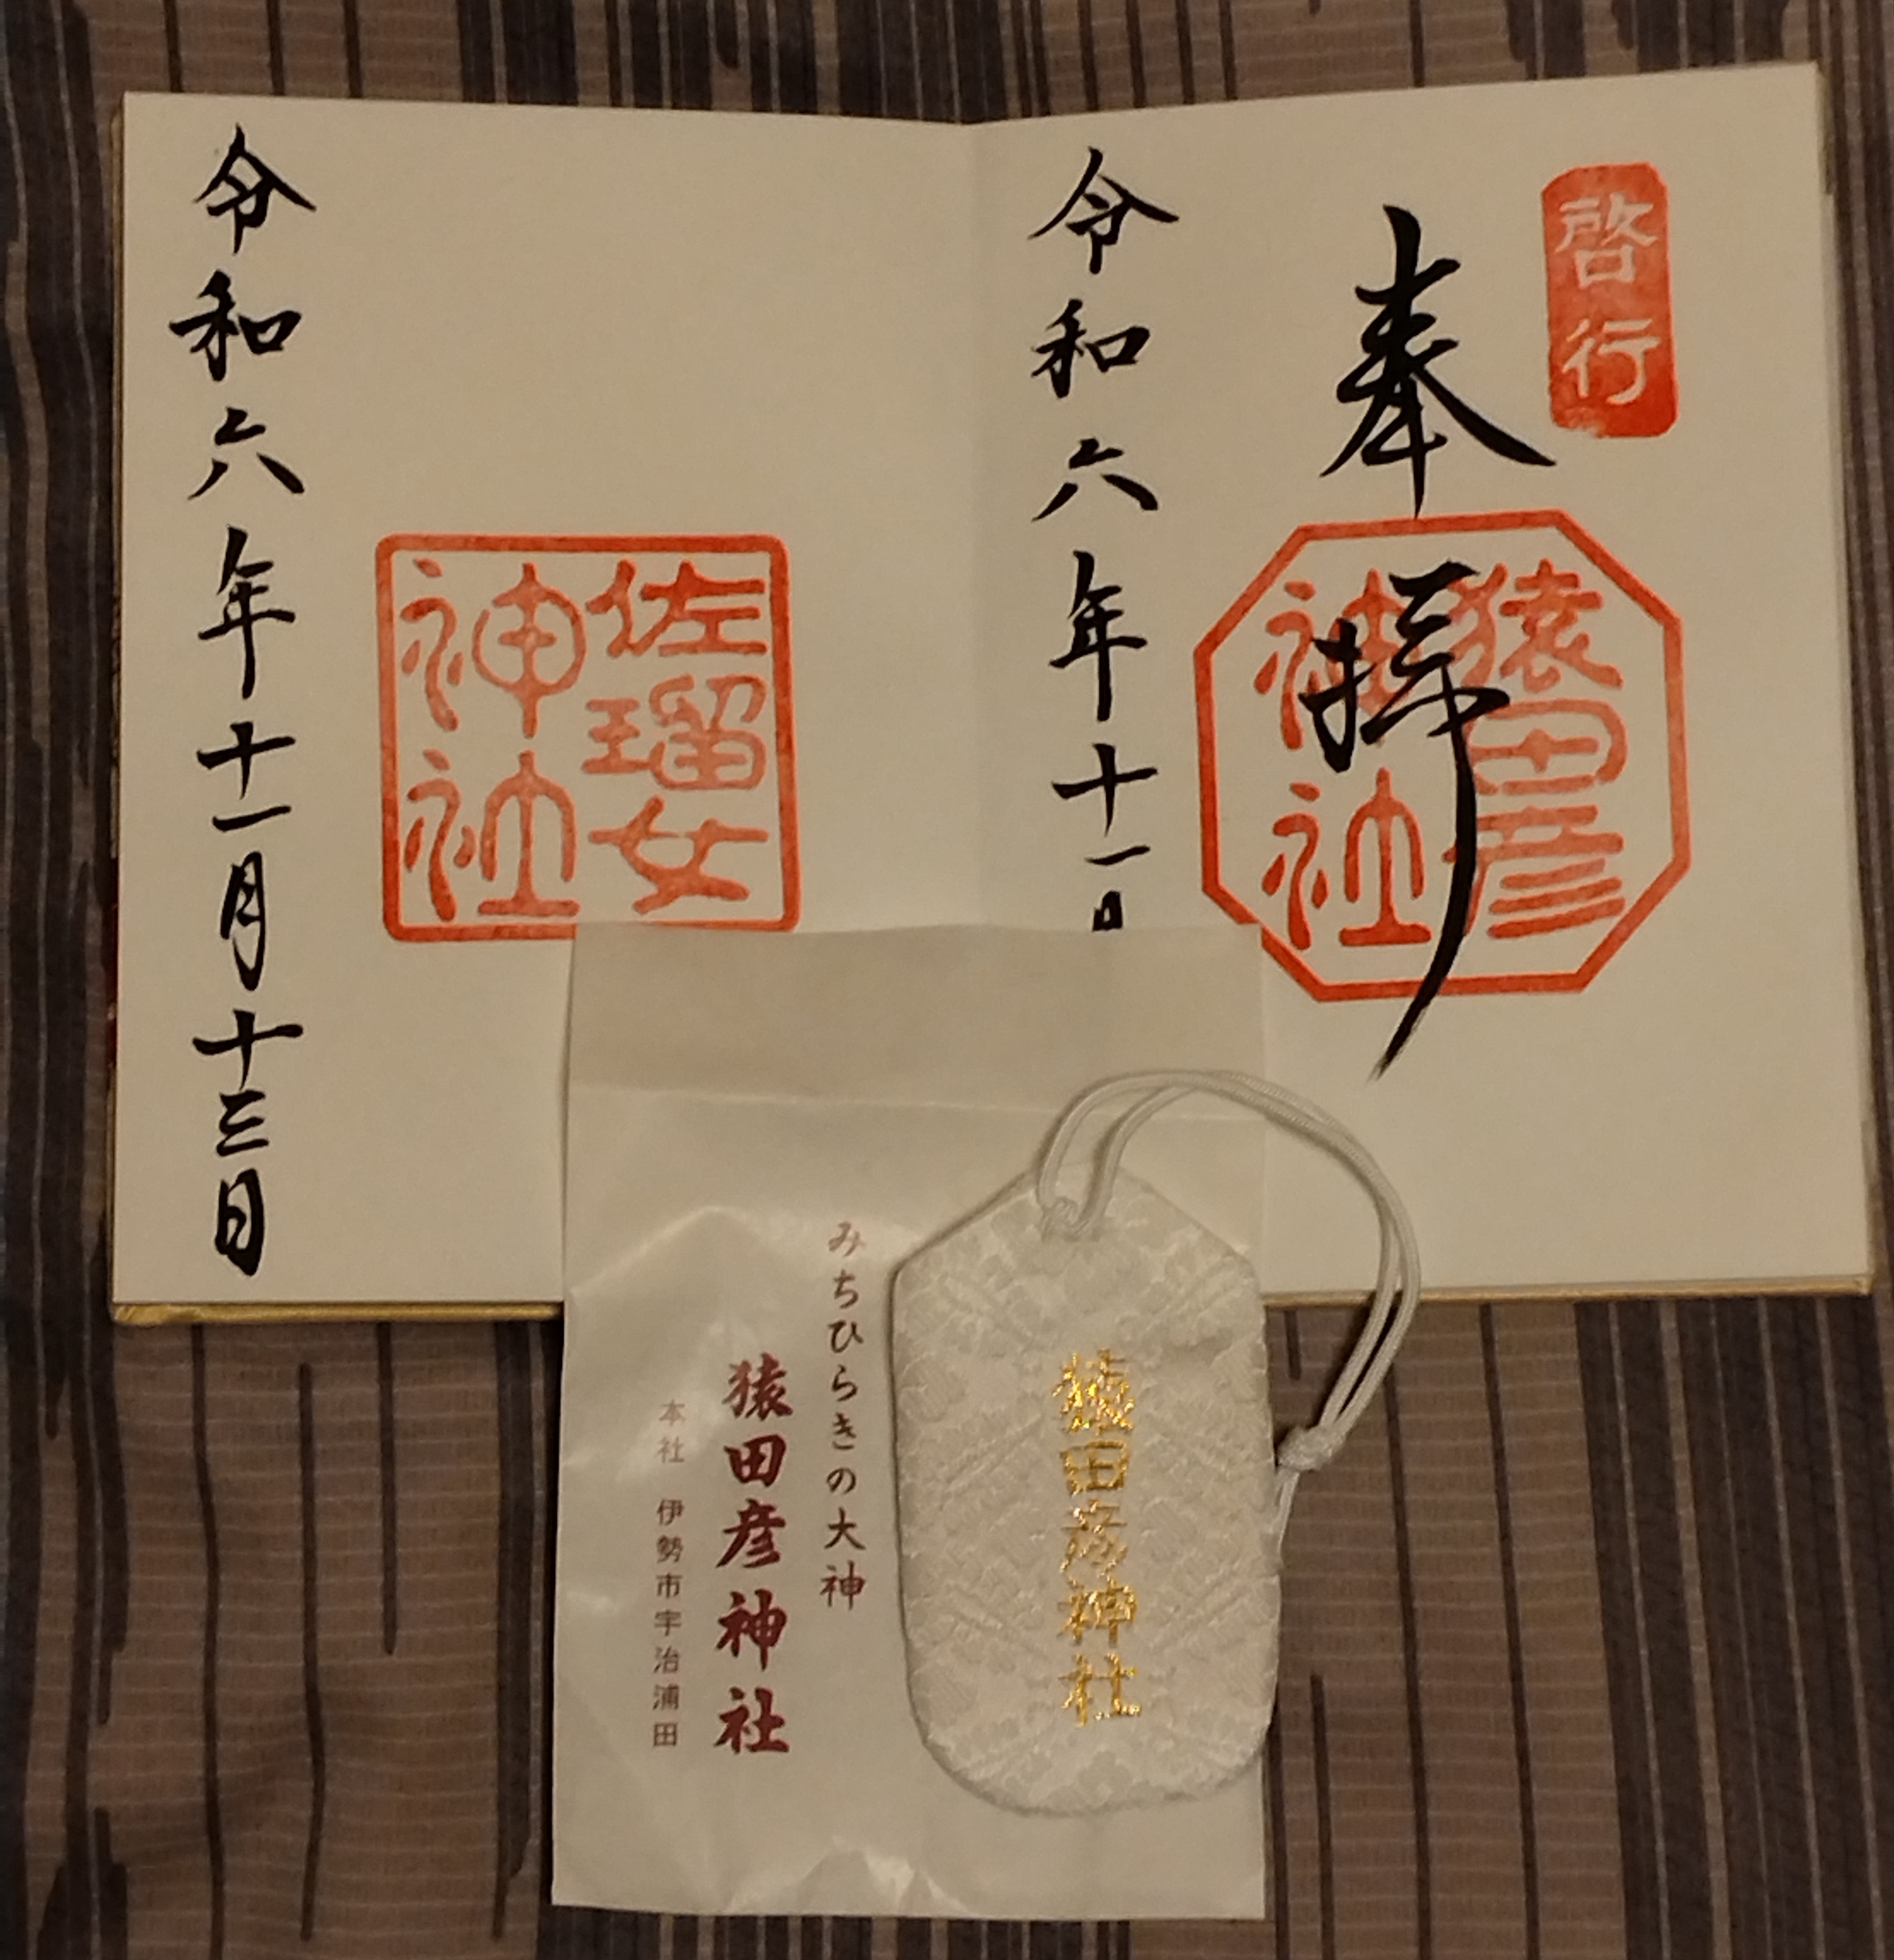 啓行
奉拝
猿田彦
神社
令和六年十一月
佐瑠女
神社
令和六年十一月十三日
みちひらきの大神
猿田彦神社
本社 伊勢市宇治浦田
猿田彦神社